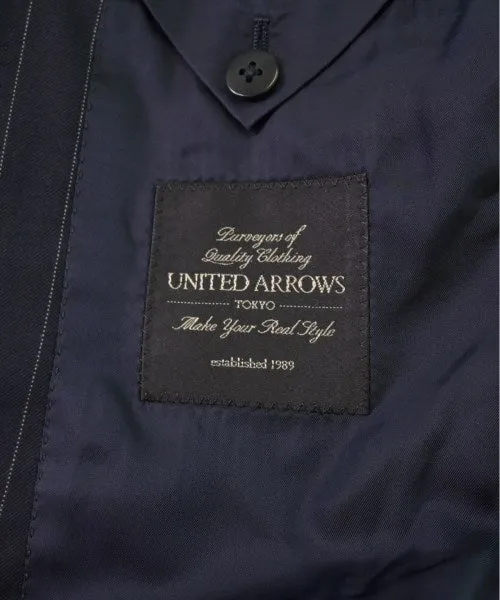 Purveyors of
Quality Clothing
UNITED ARROWS
TOKYO
Make Your Real Style
established 1989